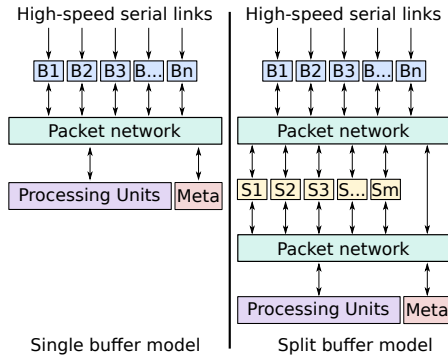 High-speed serial links
B1 B2 B3 B... Bn
Packet network
Processing Units Meta
Single buffer model
High-speed serial links
B1 B2 B3 B... Bn
Packet network
S1 S2 S3 S... Sm
Packet network
Processing Units Meta
Split buffer model